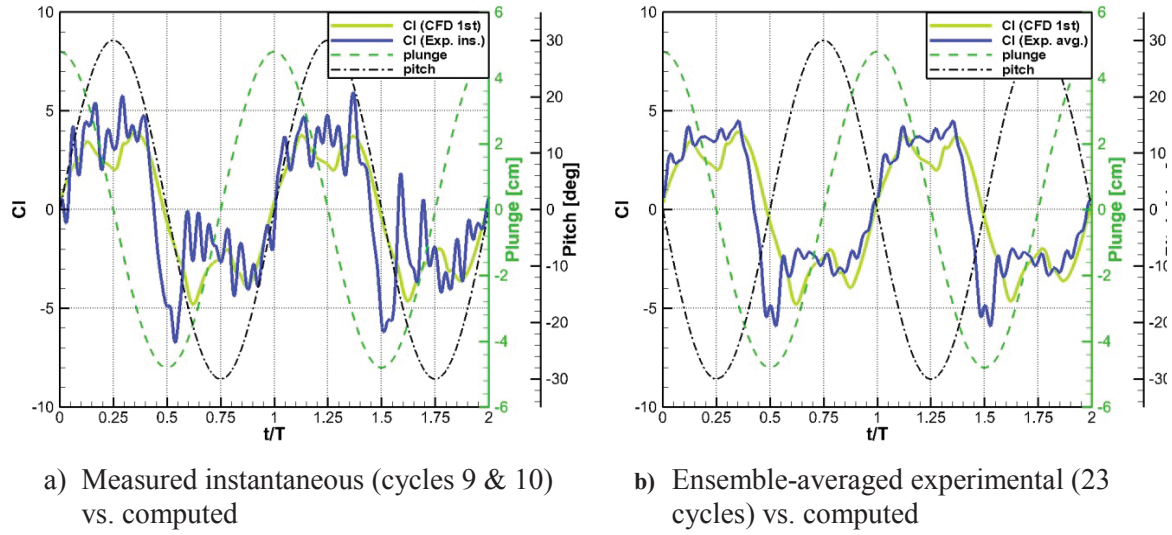 10
5
0
-5
-10
Cl
0
0.25
0.5
0.75
1
1.25
1.5
1.75
2
t/T
Cl (CFD 1st)
Cl (Exp. ins.)
plunge
pitch
6
4
2
0
-2
-4
-6
Plunge [cm]
30
20
10
0
-10
-20
-30
Pitch [deg]
10
5
0
-5
-10
Cl
0
0.25
0.5
0.75
1
1.25
1.5
1.75
2
t/T
Cl (CFD 1st)
Cl (Exp. avg.)
plunge
pitch
6
4
2
0
-2
-4
-6
Plunge [cm]
30
20
10
0
-10
-20
-30
a) Measured instantaneous (cycles 9 & 10)
vs. computed
b) Ensemble-averaged experimental (23
cycles) vs. computed